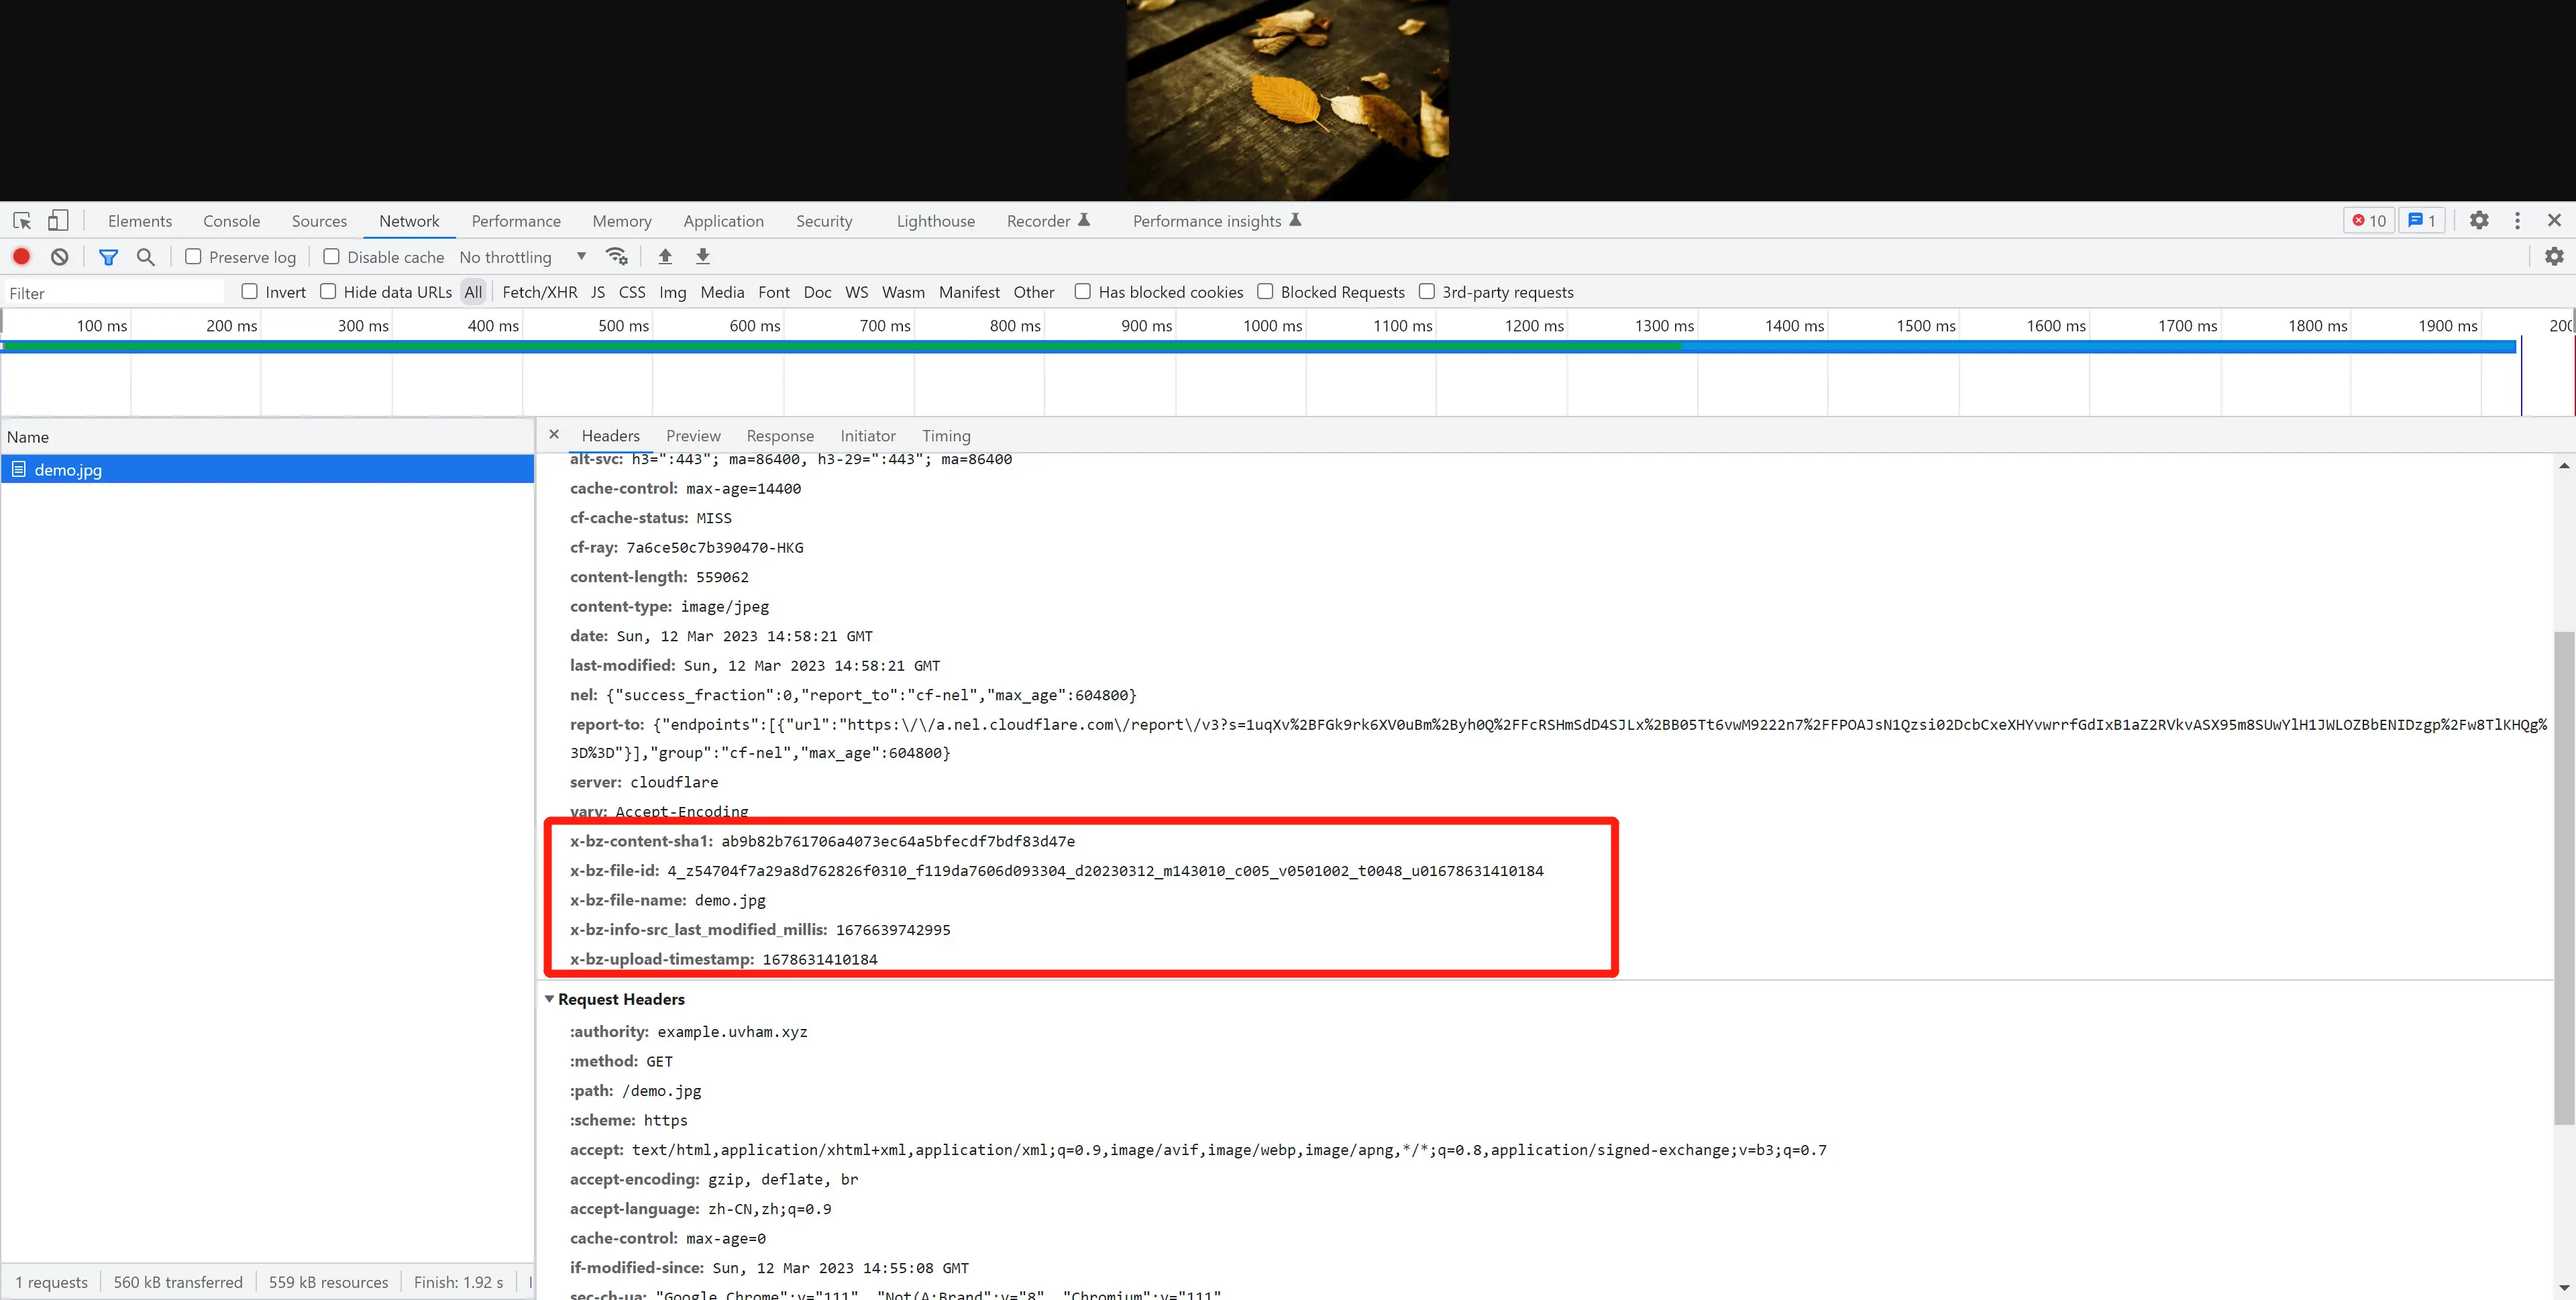 Elements Console Sources Network Performance Memory Application Security Lighthouse Recorder Performance insights 10 1
Preserve log Disable cache No throttling
Filter Invert Hide data URLs All Fetch/XHR JS CSS Img Media Font Doc WS Wasm Manifest Other Has blocked cookies Blocked Requests 3rd-party requests
100 ms 200 ms 300 ms 400 ms 500 ms 600 ms 700 ms 800 ms 900 ms 1000 ms 1100 ms 1200 ms 1300 ms 1400 ms 1500 ms 1600 ms 1700 ms 1800 ms 1900 ms
Name
demo.jpg
Headers Preview Response Initiator Timing
alt-svc: h3=":443"; ma=86400, h3-29=":443"; ma=86400
cache-control: max-age=14400
cf-cache-status: MISS
cf-ray: 7a6ce50c7b390470-HKG
content-length: 559062
content-type: image/jpeg
date: Sun, 12 Mar 2023 14:58:21 GMT
last-modified: Sun, 12 Mar 2023 14:58:21 GMT
nel: {"success_fraction":0,"report_to":"cf-nel","max_age":604800}
report-to: {"endpoints":[{"url":"https:\/\/a.nel.cloudflare.com\/report\/v3?s=1uqXv%2BFGk9rk6XV0uBm%2Byh0Q%2FFcRSHmSdD4SJLx%2BB05Tt6vwM9222n7%2FFPOAJsN1Qzsi02DcbCxeXHYvwrrfGdIxB1aZ2RVkvASX95m8SUwYlH1JWLOZBbENIDzgp%2Fw8TlKHQg%
3D%3D"}],"group":"cf-nel","max_age":604800}
server: cloudflare
vary: Accept-Encoding
x-bz-content-sha1: ab9b82b761706a4073ec64a5bfecdf7bdf83d47e
x-bz-file-id: 4_z54704f7a29a8d762826f0310_f119da7606d093304_d20230312_m143010_c005_v0501002_t0048_u01678631410184
x-bz-file-name: demo.jpg
x-bz-info-src_last_modified_millis: 1676639742995
x-bz-upload-timestamp: 1678631410184
Request Headers
:authority: example.uvham.xyz
:method: GET
:path: /demo.jpg
:scheme: https
accept: text/html,application/xhtml+xml,application/xml;q=0.9,image/avif,image/webp,image/apng,*/*;q=0.8,application/signed-exchange;v=b3;q=0.7
accept-encoding: gzip, deflate, br
accept-language: zh-CN,zh;q=0.9
cache-control: max-age=0
if-modified-since: Sun, 12 Mar 2023 14:55:08 GMT
sec-ch-ua: "Google Chrome";v="111", "Not(A:Brand";v="8", "Chromium";v="111"
1 requests 560 kB transferred 559 kB resources Finish: 1.92 s